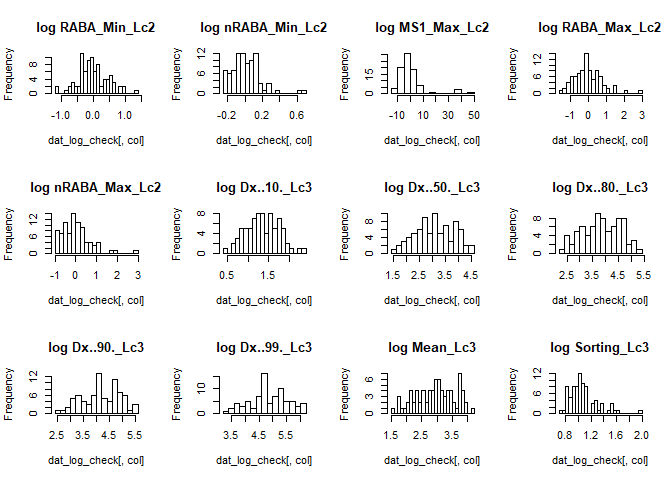 log RABA_Min_Lc2 log nRABA_Min_Lc2 log MS1_Max_Lc2 log RABA_Max_Lc2
Frequency 0 4 8 Frequency 0 6 12 Frequency 0 15 Frequency 0 6 12
-1.0 0.0 1.0 -0.2 0.2 0.6 -10 10 30 50 -1 0 1 2 3
dat_log_check[, col] dat_log_check[, col] dat_log_check[, col] dat_log_check[, col]
log nRABA_Max_Lc2 log Dx..10._Lc3 log Dx..50._Lc3 log Dx..80._Lc3
Frequency 0 6 12 Frequency 0 4 8 Frequency 0 4 8 Frequency 0 4 8
-1 0 1 2 3 0.5 1.5 1.5 2.5 3.5 4.5 2.5 3.5 4.5 5.5
dat_log_check[, col] dat_log_check[, col] dat_log_check[, col] dat_log_check[, col]
log Dx..90._Lc3 log Dx..99._Lc3 log Mean_Lc3 log Sorting_Lc3
Frequency 0 6 12 Frequency 0 10 Frequency 0 3 6 Frequency 0 6 12
2.5 3.5 4.5 5.5 3.5 4.5 5.5 1.5 2.5 3.5 0.8 1.2 1.6 2.0
dat_log_check[, col] dat_log_check[, col] dat_log_check[, col] dat_log_check[, col]